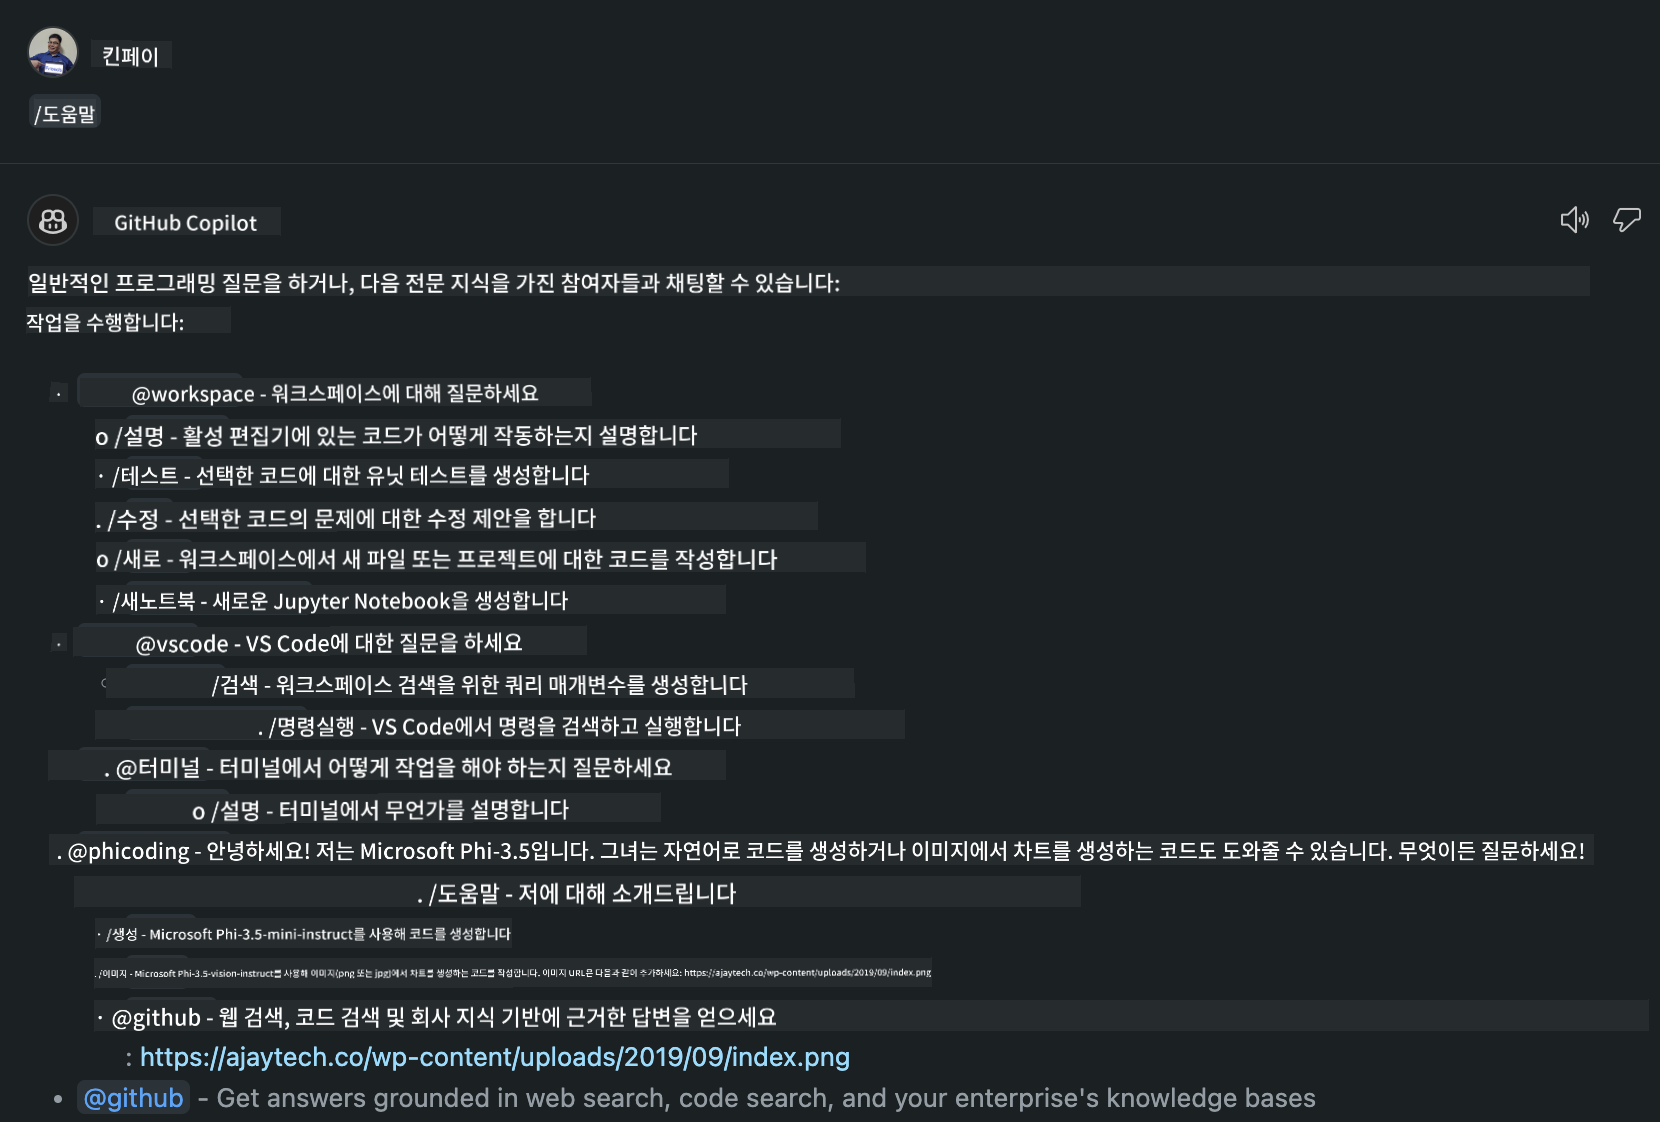 킨페이
/도움말
GitHub Copilot
일반적인 프로그래밍 질문을 하거나, 다음 전문 지식을 가진 참여자들과 채팅할 수 있습니다:
작업을 수행합니다:
· @workspace - 워크스페이스에 대해 질문하세요
o /설명 - 활성 편집기에 있는 코드가 어떻게 작동하는지 설명합니다
· /테스트 - 선택한 코드에 대한 유닛 테스트를 생성합니다
. /수정 - 선택한 코드의 문제에 대한 수정 제안을 합니다
o /새로 - 워크스페이스에서 새 파일 또는 프로젝트에 대한 코드를 작성합니다
· /새노트북 - 새로운 Jupyter Notebook을 생성합니다
· @vscode - VS Code에 대한 질문을 하세요
/검색 - 워크스페이스 검색을 위한 쿼리 매개변수를 생성합니다
. /명령실행 - VS Code에서 명령을 검색하고 실행합니다
. @터미널 - 터미널에서 어떻게 작업을 해야 하는지 질문하세요
o /설명 - 터미널에서 무언가를 설명합니다
. @phicoding - 안녕하세요! 저는 Microsoft Phi-3.5입니다. 그녀는 자연어로 코드를 생성하거나 이미지에서 차트를 생성하는 코드도 도와줄 수 있습니다. 무엇이든 질문하세요!
. /도움말 - 저에 대해 소개드립니다
· /생성 - Microsoft Phi-3.5-mini-instruct를 사용해 코드를 생성합니다
. /이미지 - Microsoft Phi-3.5-vision-instruct를 사용해 이미지(png 또는 jpg)에서 차트를 생성하는 코드를 작성합니다. 이미지 URL은 다음과 같이 추가하세요: https://ajaytech.co/wp-content/uploads/2019/09/index.png
· @github - 웹 검색, 코드 검색 및 회사 지식 기반에 근거한 답변을 얻으세요
: https://ajaytech.co/wp-content/uploads/2019/09/index.png
• @github - Get answers grounded in web search, code search, and your enterprise's knowledge bases